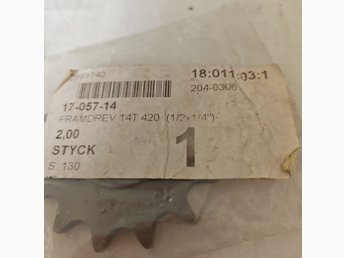 18:011:03:1
204-0306
17-057-14
FRAMDREV 14T 420 (1/2x1/4")
2,00
STYCK
1
S: 130